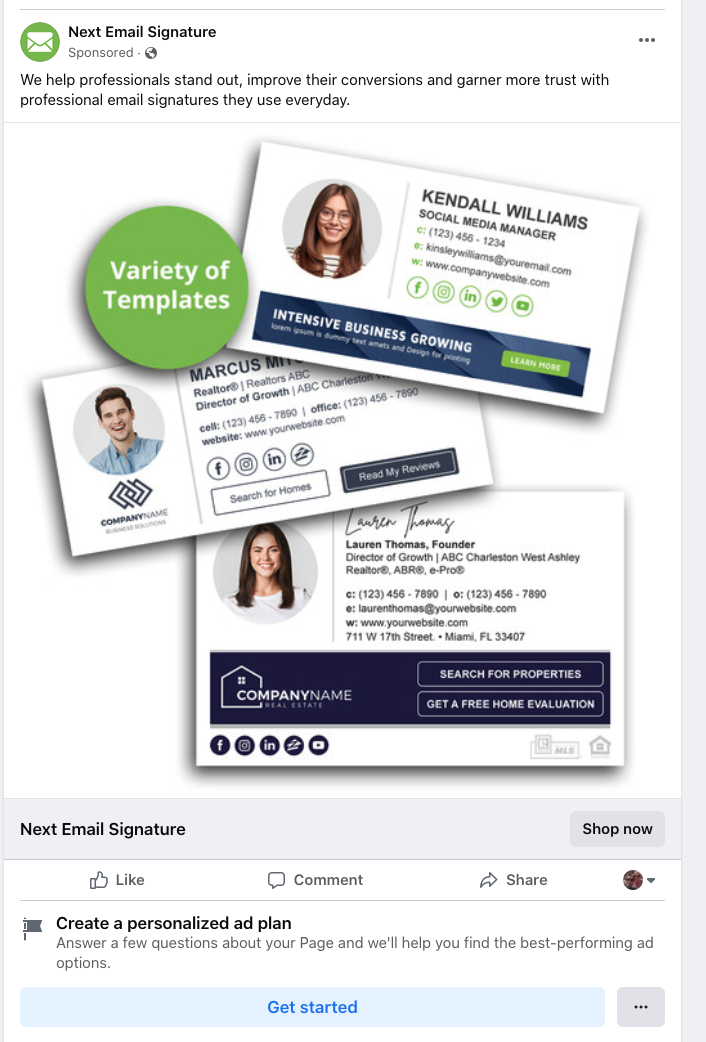 Next Email Signature
Sponsored ·
We help professionals stand out, improve their conversions and garner more trust with
professional email signatures they use everyday.
Variety of
Templates
KENDALL WILLIAMS
SOCIAL MEDIA MANAGER
c: (123) 456 - 1234
e: kinsleywilliams@youremail.com
w: www.companywebsite.com
INTENSIVE BUSINESS GROWING
lorem ipsum is dummy text amets and Design for printing
LEARN MORE
MARCUS
Realtor® | Realtors ABC
Director of Growth | ABC Charleston
cell: (123) 456 - 7890 | office: (123) 456 - 7890
website: www.yourwebsite.com
Search for Homes
Read My Reviews
COMPANYNAME
BUSINESS SOLUTIONS
Lauren Thomas
Lauren Thomas, Founder
Director of Growth | ABC Charleston West Ashley
Realtor®, ABR®, e-Pro®
c: (123) 456 - 7890 | o: (123) 456 - 7890
e: laurenthomas@yourwebsite.com
w: www.yourwebsite.com
711 W 17th Street. • Miami, FL 33407
COMPANYNAME
REAL ESTATE
SEARCH FOR PROPERTIES
GET A FREE HOME EVALUATION
MLS
Next Email Signature
Shop now
Like
Comment
Share
Create a personalized ad plan
Answer a few questions about your Page and we'll help you find the best-performing ad
options.
Get started